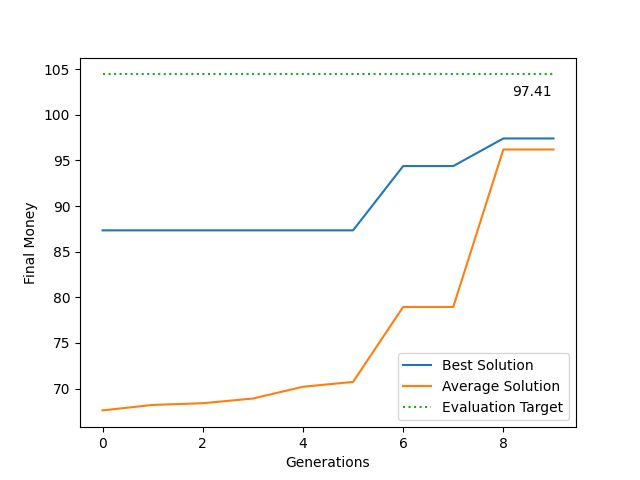 105
100
95
90
85
80
75
70
Final Money
97.41
Best Solution
Average Solution
Evaluation Target
0 2 4 6 8
Generations